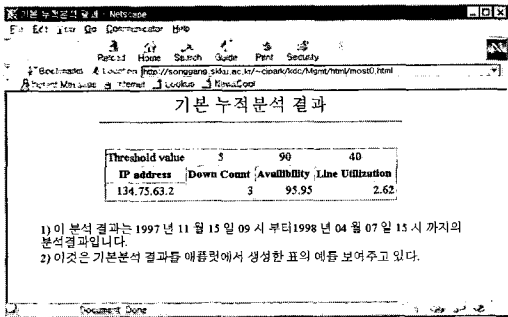 기본 누적분석 결과 - Netscape
Go Communicator Help
Reload Home Search Guide Print Security
Bookmarks Location http://songgang.skku.ac.kr/~cipark/kdc/Mgmt/html/most0.html
Internet Lookup New&Cool
기본 누적분석 결과
Threshold value 5 90 40
IP address Down Count Availibility Line Utilization
134.75.63.2 3 95.95 2.62
1) 이 분석 결과는 1997 년 11 월 15 일 09 시 부터1998 년 04 월 07 일 15 시 까지의
분석결과입니다.
2) 이것은 기본분석 결과를 애플릿에서 생성한 표의 예를 보여주고 있다.
Document Done